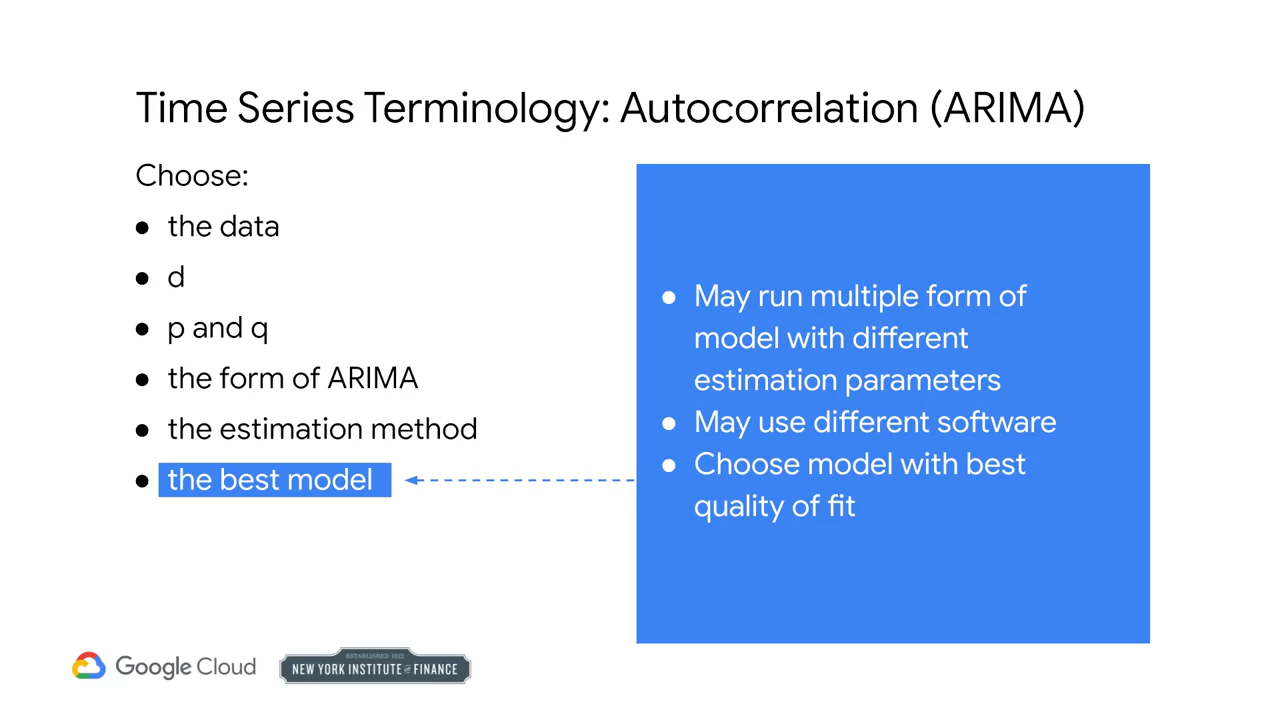 Time Series Terminology: Autocorrelation (ARIMA)
Choose:
● the data
● d
● p and q
● the form of ARIMA
● the estimation method
● the best model
● May run multiple form of
model with different
estimation parameters
● May use different software
● Choose model with best
quality of fit
Google Cloud
ESTABLISHED 1922
NEW YORK INSTITUTE OF FINANCE